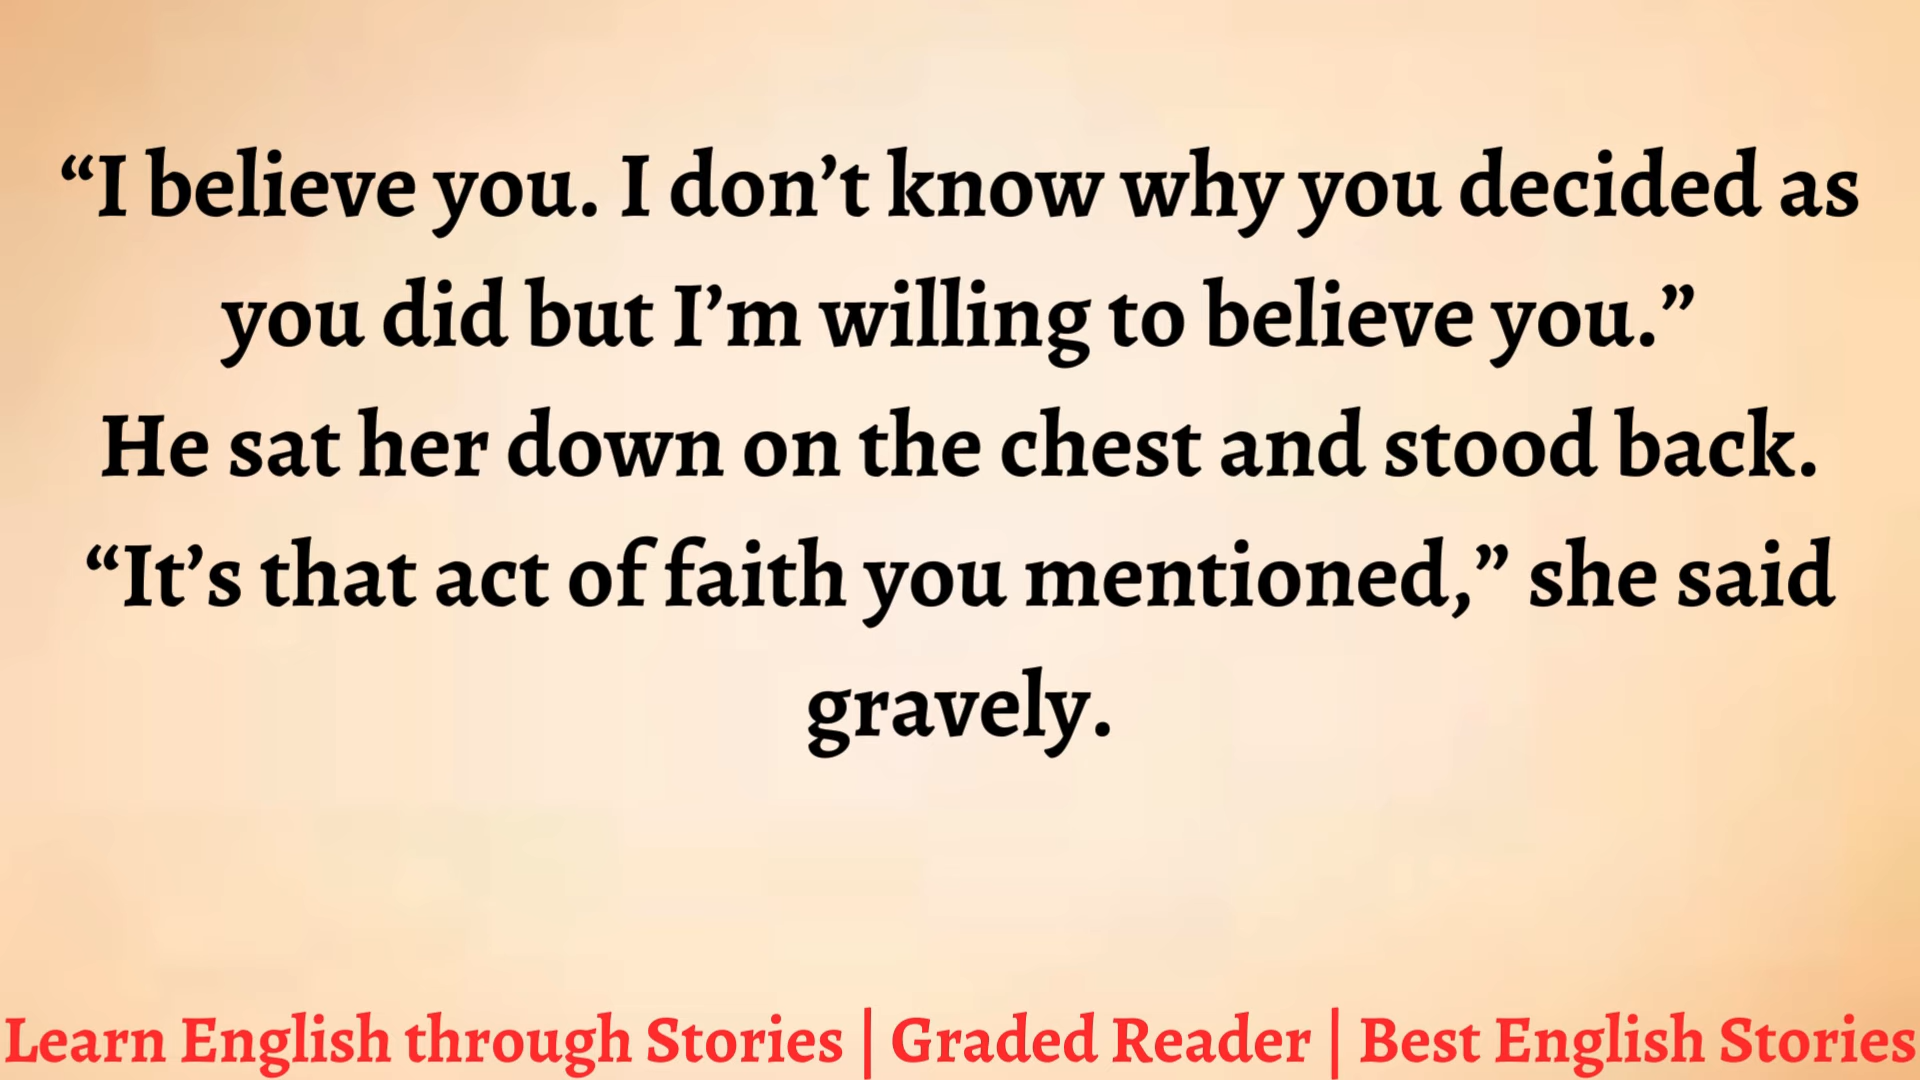 “I believe you. I don’t know why you decided as
you did but I’m willing to believe you.”
He sat her down on the chest and stood back.
“It’s that act of faith you mentioned,” she said
gravely.
Learn English through Stories | Graded Reader | Best English Stories